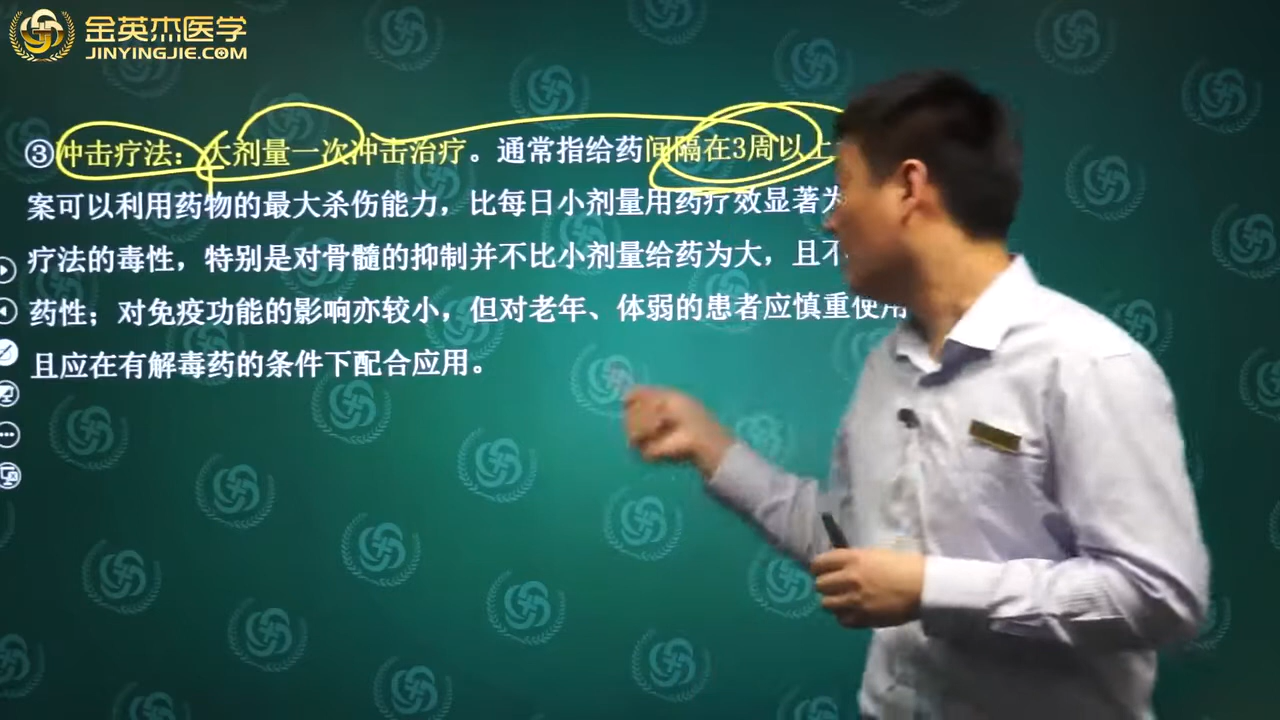 金英杰医学
JINYINGJIE.COM
③冲击疗法：大剂量一次冲击治疗。通常指给药间隔在3周以上
案可以利用药物的最大杀伤能力，比每日小剂量用药疗效显著
疗法的毒性，特别是对骨髓的抑制并不比小剂量给药为大，且不
药性；对免疫功能的影响亦较小，但对老年、体弱的患者应慎重使用
且应在有解毒药的条件下配合应用。